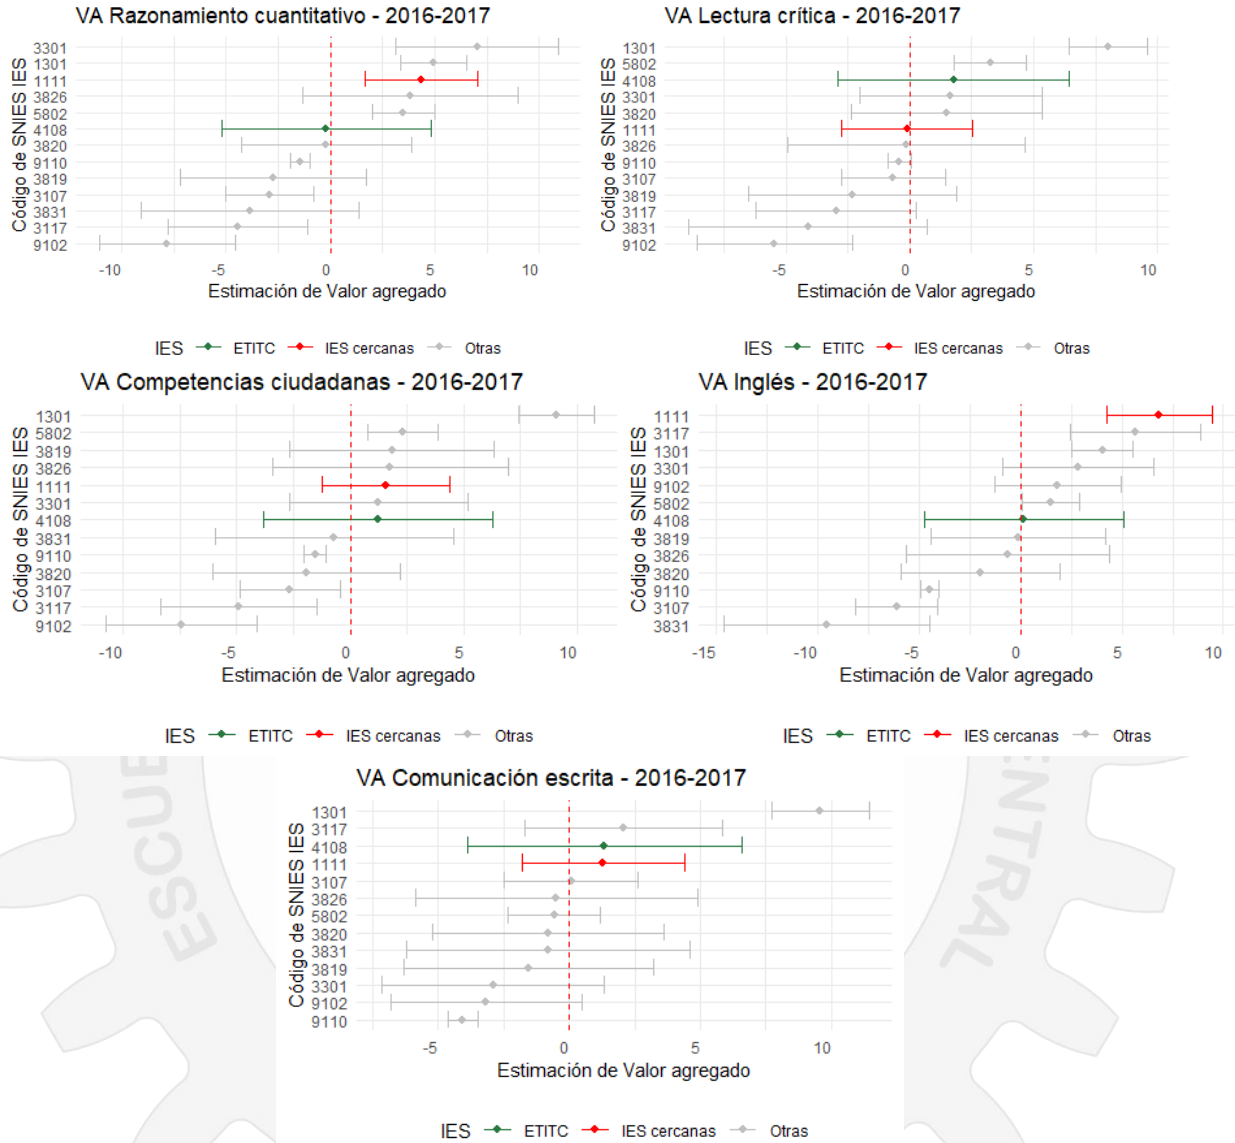 VA Razonamiento cuantitativo - 2016-2017
Código de SNIES IES
3301
1301
1111
3826
5802
4108
3820
9110
3819
3107
3831
3117
9102
-10 -5 0 5 10
Estimación de Valor agregado
IES ETITC IES cercanas Otras
VA Lectura crítica - 2016-2017
Código de SNIES IES
1301
5802
4108
3301
3820
1111
3826
9110
3107
3819
3117
3831
9102
-5 0 5 10
Estimación de Valor agregado
IES ETITC IES cercanas Otras
VA Competencias ciudadanas - 2016-2017
Código de SNIES IES
1301
5802
3819
3826
1111
3301
4108
3831
9110
3820
3107
3117
9102
-10 -5 0 5 10
Estimación de Valor agregado
IES ETITC IES cercanas Otras
VA Inglés - 2016-2017
Código de SNIES IES
1111
3117
1301
3301
9102
5802
4108
3819
3826
3820
9110
3107
3831
-15 -10 -5 0 5 10
Estimación de Valor agregado
IES ETITC IES cercanas Otras
VA Comunicación escrita - 2016-2017
Código de SNIES IES
1301
3117
4108
1111
3107
3826
5802
3820
3831
3819
3301
9102
9110
-5 0 5 10
Estimación de Valor agregado
IES ETITC IES cercanas Otras